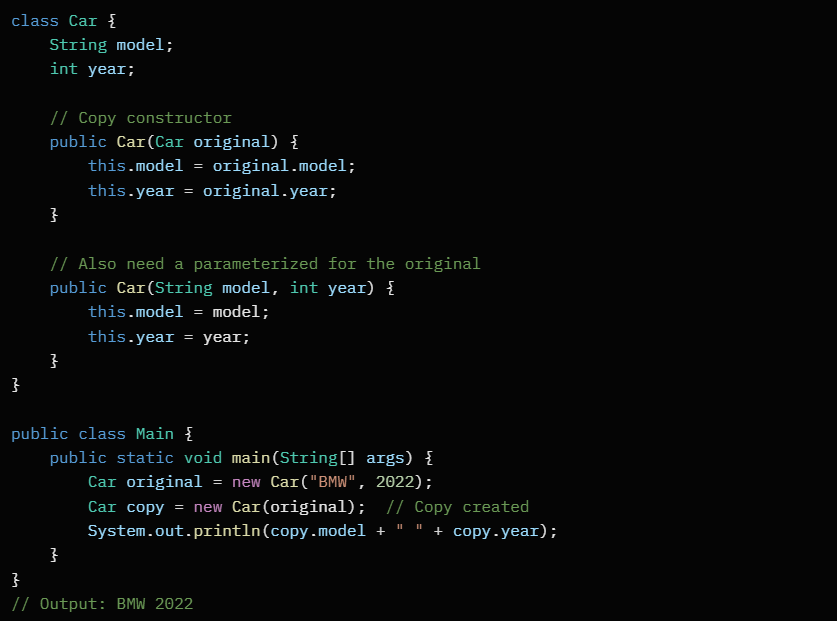 class Car {
    String model;
    int year;

    // Copy constructor
    public Car(Car original) {
        this.model = original.model;
        this.year = original.year;
    }

    // Also need a parameterized for the original
    public Car(String model, int year) {
        this.model = model;
        this.year = year;
    }
}

public class Main {
    public static void main(String[] args) {
        Car original = new Car("BMW", 2022);
        Car copy = new Car(original);  // Copy created
        System.out.println(copy.model + " " + copy.year);
    }
}
// Output: BMW 2022